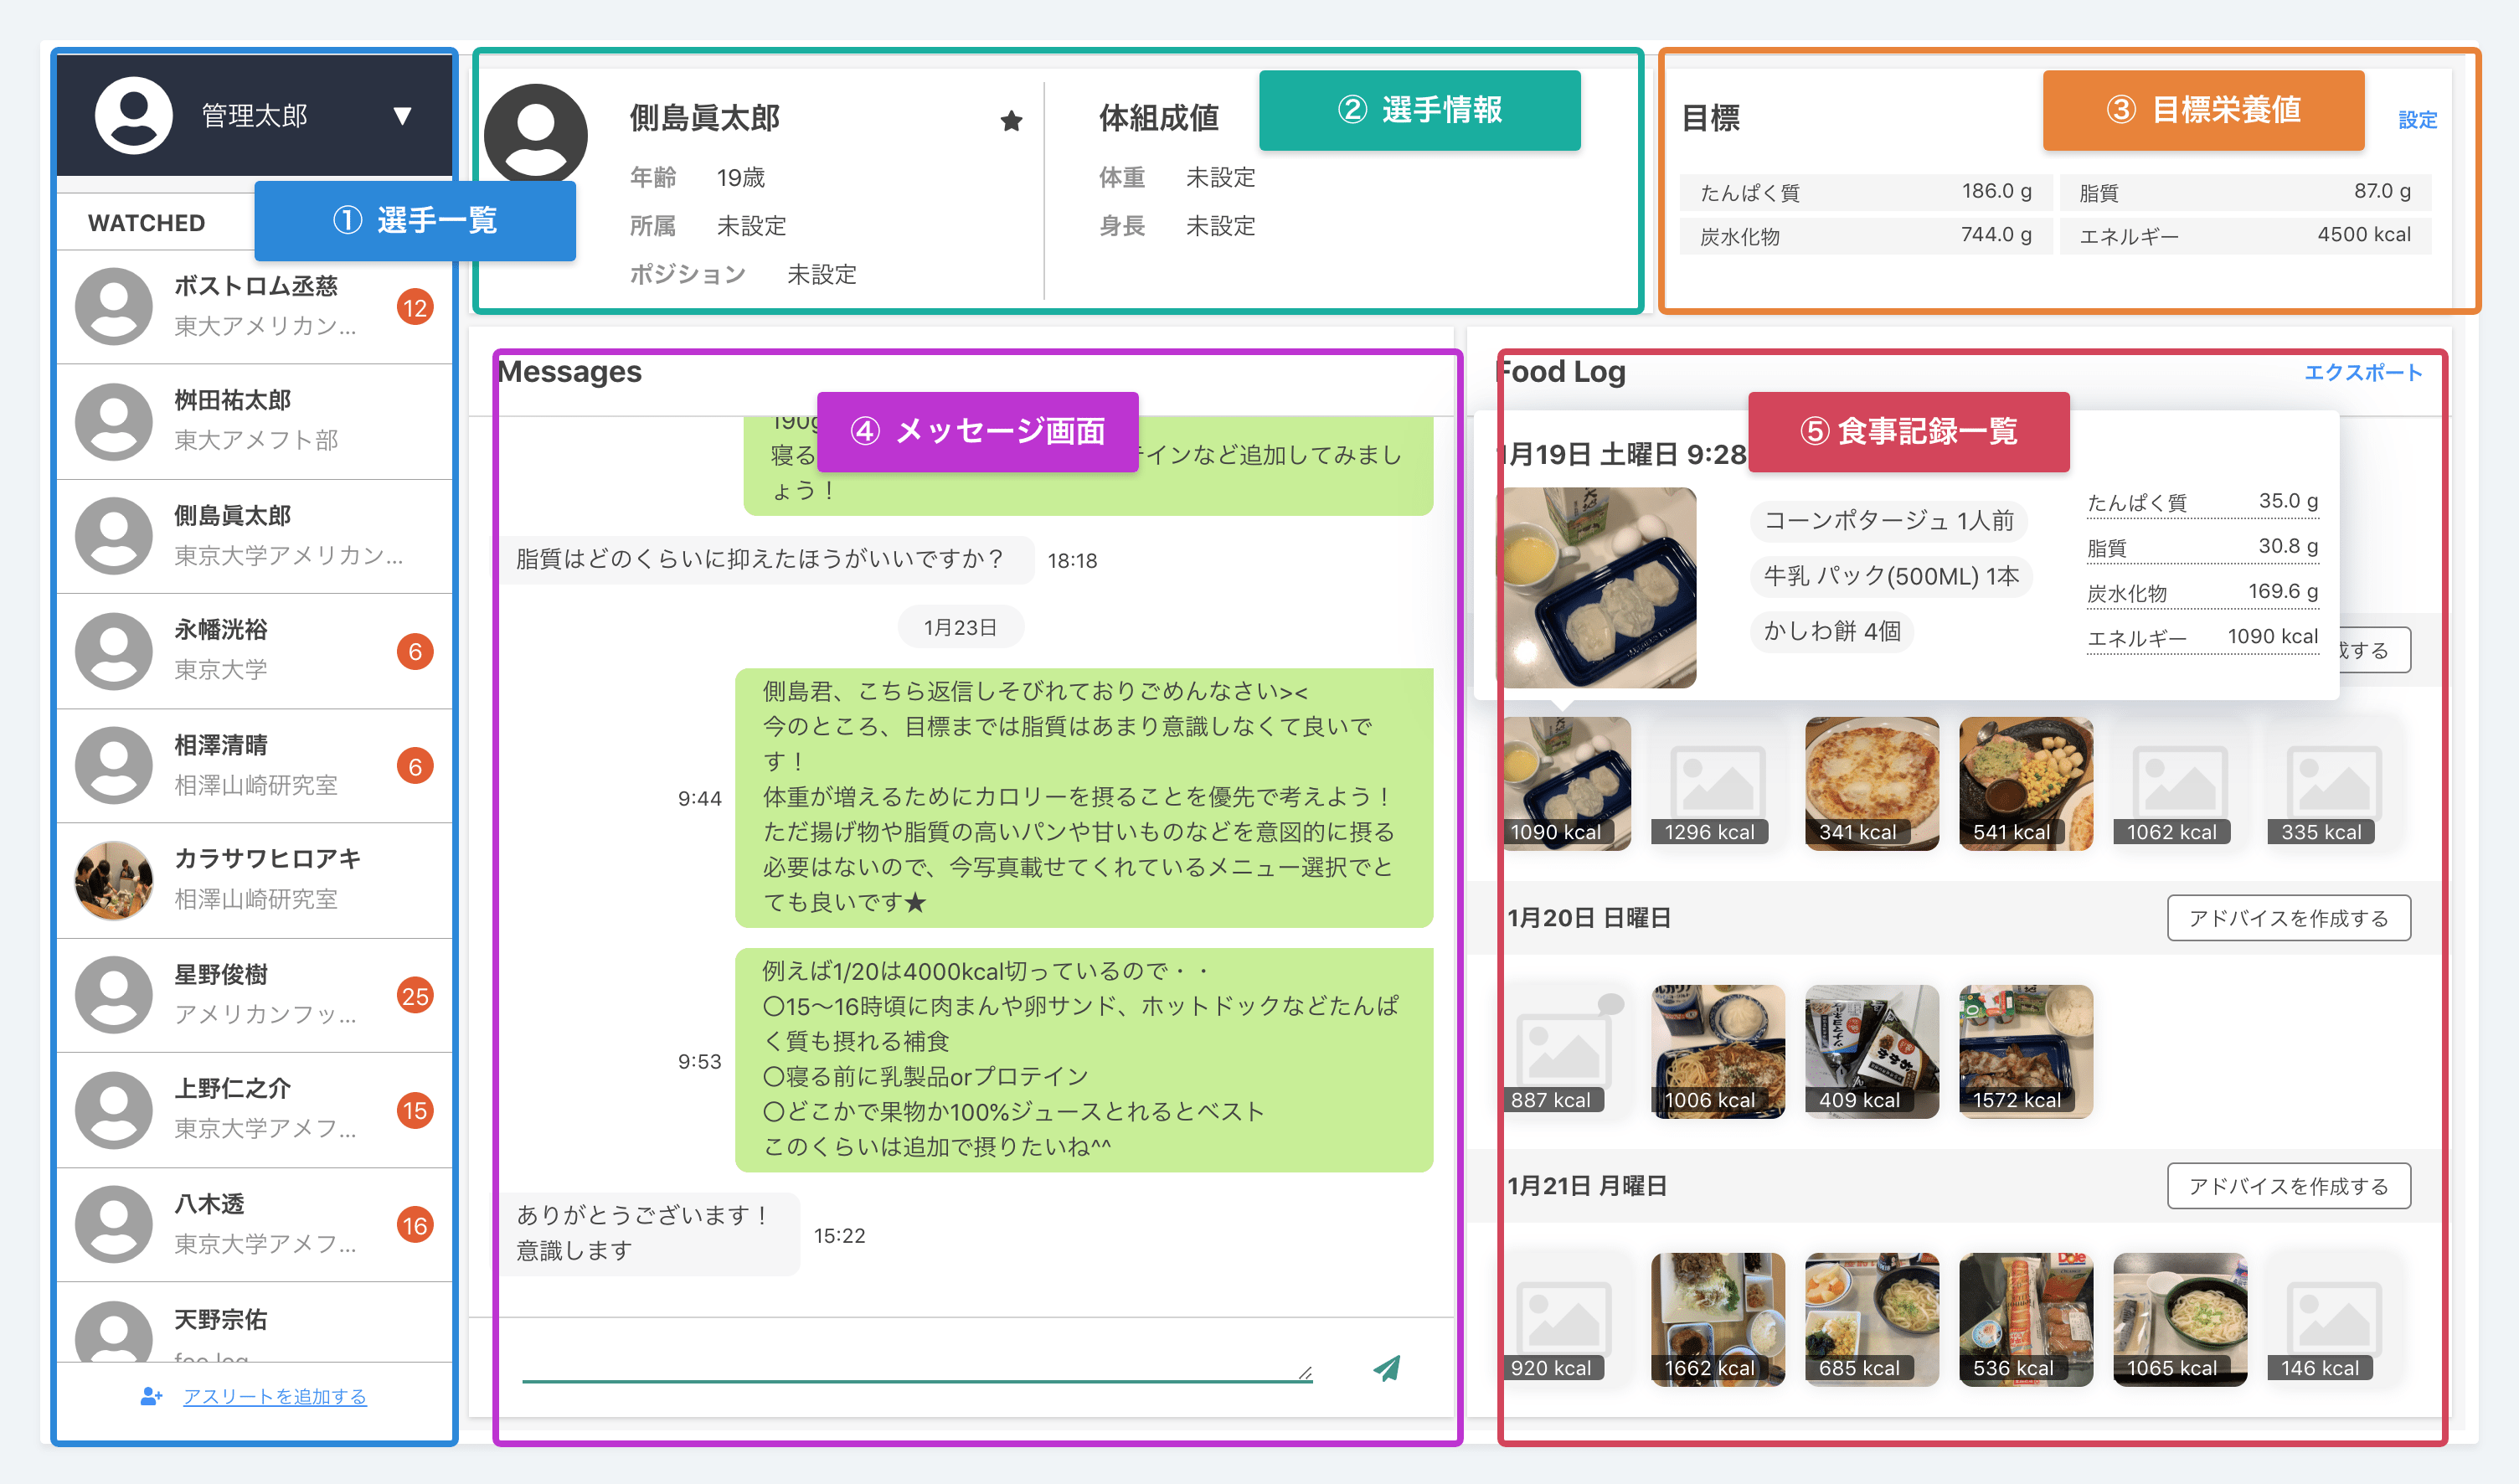 管理太郎 ▼
① 選手一覧
WATCHED
ボストロム丞慈
東大アメリカン...
12
桝田祐太郎
東大アメフト部
側島眞太郎
東京大学アメリカン...
永幡洸裕
東京大学
6
相澤清晴
相澤山崎研究室
6
カラサワヒロアキ
相澤山崎研究室
星野俊樹
アメリカンフッ...
25
上野仁之介
東京大学アメフ...
15
八木透
東京大学アメフ...
16
天野宗佑
アスリートを追加する
② 選手情報
側島眞太郎 ★
年齢 19歳
所属 未設定
ポジション 未設定
体組成値
体重 未設定
身長 未設定
③ 目標栄養値
目標
設定
たんぱく質 186.0 g
脂質 87.0 g
炭水化物 744.0 g
エネルギー 4500 kcal
Messages
④ メッセージ画面
190g
寝る
インなど追加してみまし
ょう！
脂質はどのくらいに抑えたほうがいいですか？ 18:18
1月23日
側島君、こちら返信しそびれておりごめんなさい><
今のところ、目標までは脂質はあまり意識しなくて良いで
す！
体重が増えるためにカロリーを摂ることを優先で考えよう！
ただ揚げ物や脂質の高いパンや甘いものなどを意図的に摂る
必要はないので、今写真載せてくれているメニュー選択でと
ても良いです★
9:44
例えば1/20は4000kcal切っているので・・
〇15〜16時頃に肉まんや卵サンド、ホットドックなどたんぱ
く質も摂れる補食
〇寝る前に乳製品orプロテイン
〇どこかで果物か100%ジュースとれるとベスト
このくらいは追加で摂りたいね^^
9:53
ありがとうございます！
意識します
15:22
Food Log
エクスポート
⑤ 食事記録一覧
1月19日 土曜日 9:28
コーンポタージュ 1人前
牛乳 パック(500ML) 1本
かしわ餅 4個
たんぱく質 35.0 g
脂質 30.8 g
炭水化物 169.6 g
エネルギー 1090 kcal
する
1090 kcal
1296 kcal
341 kcal
541 kcal
1062 kcal
335 kcal
1月20日 日曜日
アドバイスを作成する
887 kcal
1006 kcal
409 kcal
1572 kcal
1月21日 月曜日
アドバイスを作成する
920 kcal
1662 kcal
685 kcal
536 kcal
Dole
1065 kcal
146 kcal